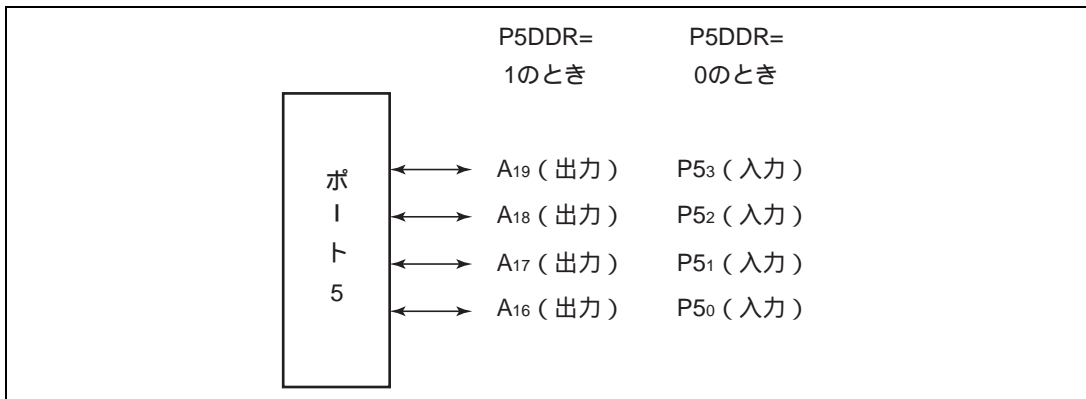 P5DDR= P5DDR=
1のとき 0のとき
ポート5
A19（出力） P53（入力）
A18（出力） P52（入力）
A17（出力） P51（入力）
A16（出力） P50（入力）